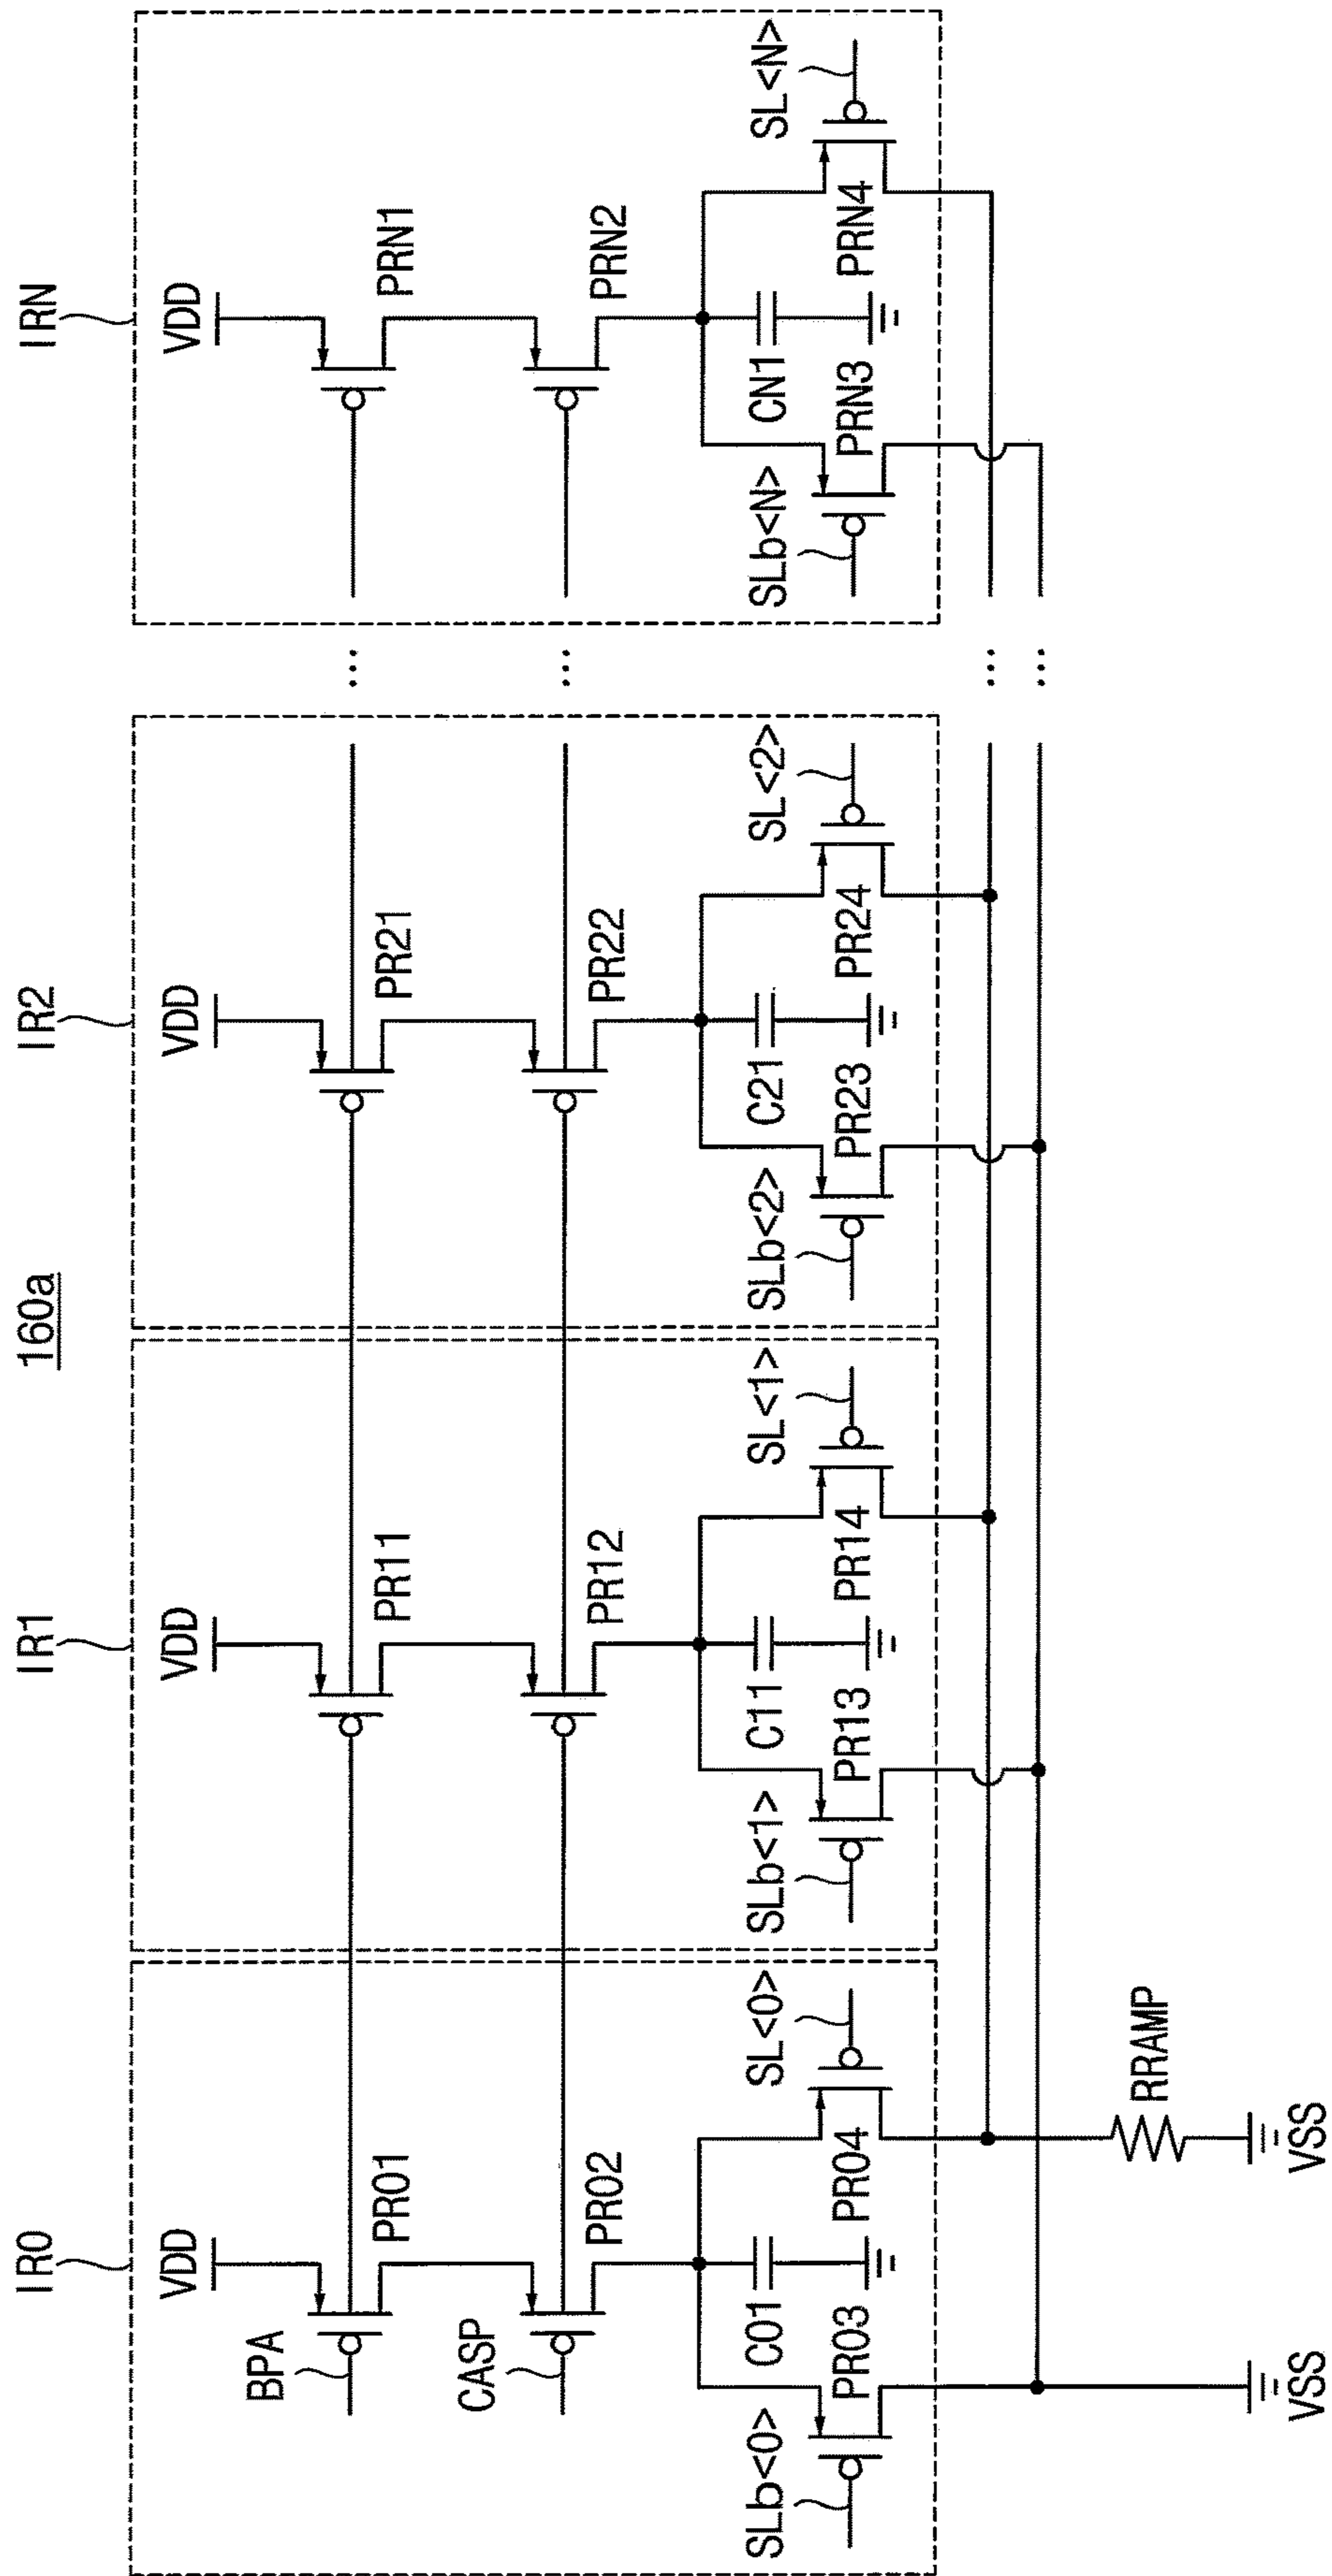 160a
IR0
IR1
IR2
IRN
VDD
VDD
VDD
VDD
BPA
PR01
PR11
PR21
... PRN1
CASP
PR02
PR12
PR22
... PRN2
SLb<0>
C01
PR03
PR04
SL<0>
SLb<1>
C11
PR13
PR14
SL<1>
SLb<2>
C21
PR23
PR24
SL<2>
SLb<N>
CN1
PRN3
PRN4
SL<N>
...
...
RRAMP
VSS
VSS